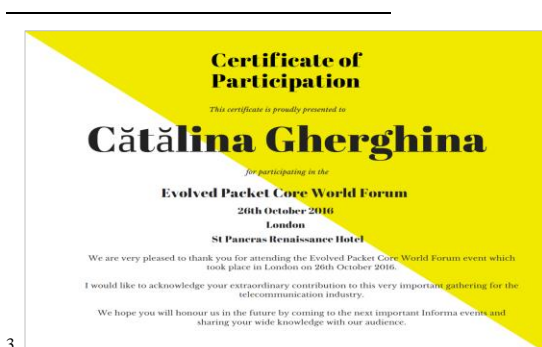 Certificate of
Participation
This certificate is proudly presented to
Cătălina Gherghina
for participating in the
Evolved Packet Core World Forum
26th October 2016
London
St Pancras Renaissance Hotel
We are very pleased to thank you for attending the Evolved Packet Core World Forum event which
took place in London on 26th October 2016.
I would like to acknowledge your extraordinary contribution to this very important gathering for the
telecommunication industry.
We hope you will honour us in the future by coming to the next important Informa events and
sharing your wide knowledge with our audience.
3